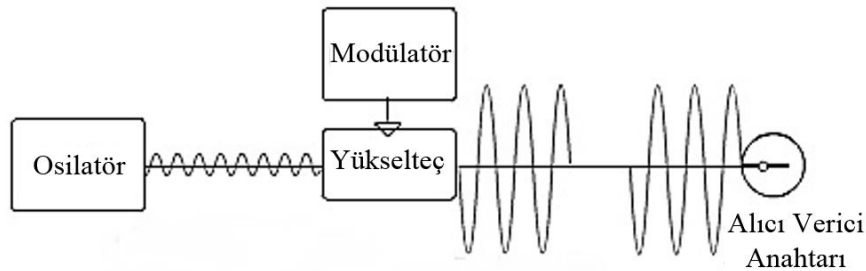 Modülatör
Osilatör
Yükselteç
Alıcı Verici
Anahtarı